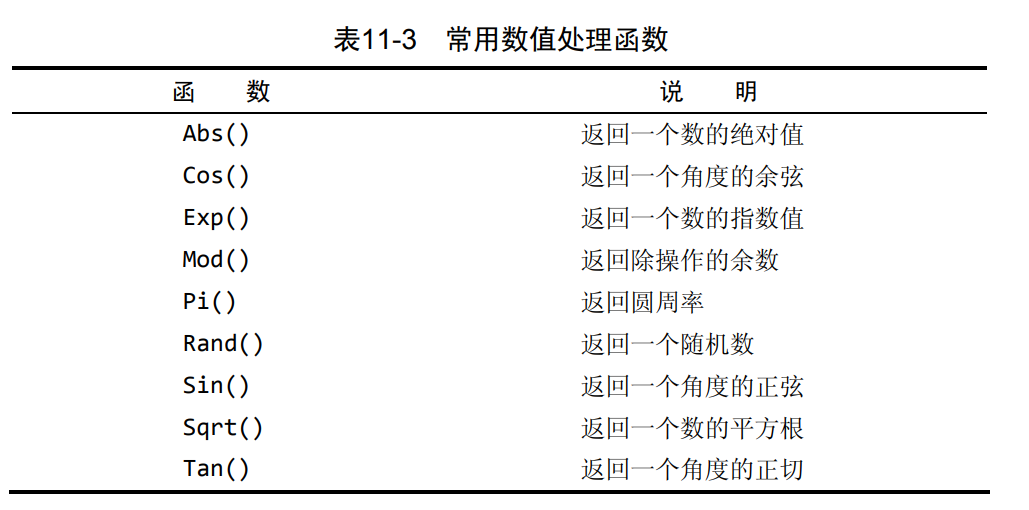 表11-3 常用数值处理函数
函 数 说 明
Abs() 返回一个数的绝对值
Cos() 返回一个角度的余弦
Exp() 返回一个数的指数值
Mod() 返回除操作的余数
Pi() 返回圆周率
Rand() 返回一个随机数
Sin() 返回一个角度的正弦
Sqrt() 返回一个数的平方根
Tan() 返回一个角度的正切